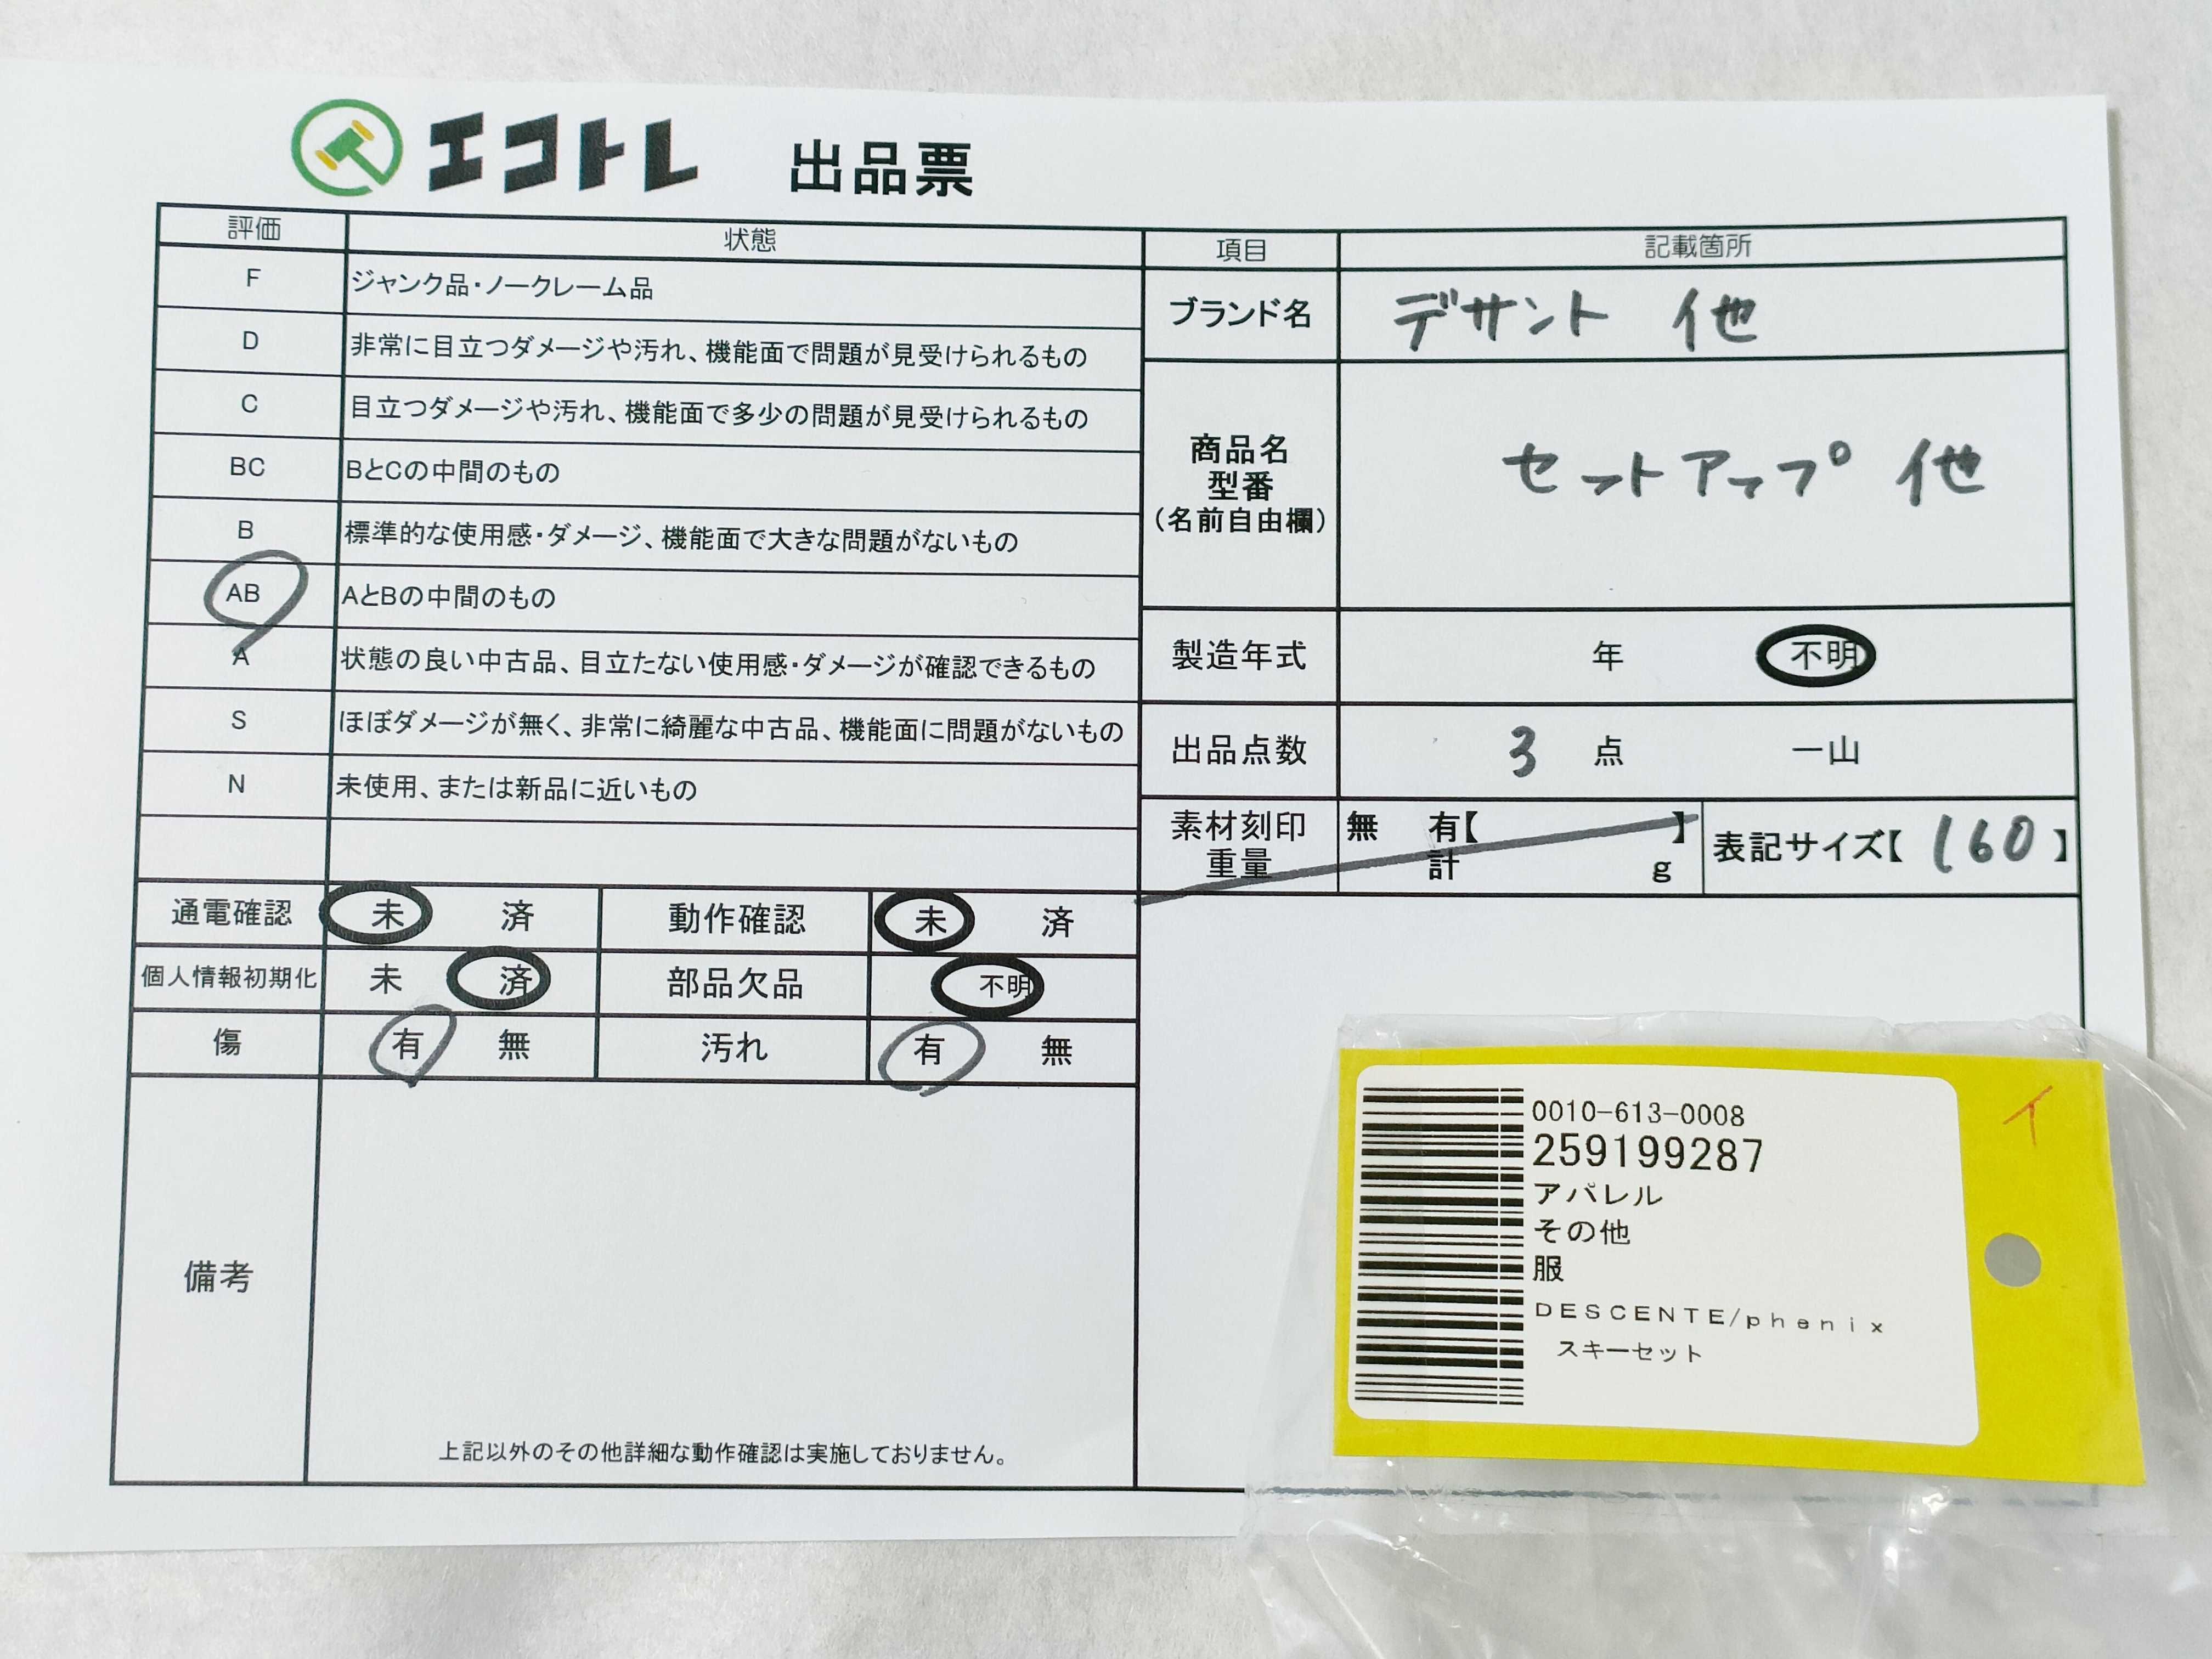 エコトレ 出品票
評価 状態
F ジャンク品・ノークレーム品
D 非常に目立つダメージや汚れ、機能面で問題が見受けられるもの
C 目立つダメージや汚れ、機能面で多少の問題が見受けられるもの
BC BとCの中間のもの
B 標準的な使用感・ダメージ、機能面で大きな問題がないもの
AB AとBの中間のもの
A 状態の良い中古品、目立たない使用感・ダメージが確認できるもの
S ほぼダメージが無く、非常に綺麗な中古品、機能面に問題がないもの
N 未使用、または新品に近いもの
通電確認 未 済 動作確認 未 済
個人情報初期化 未 済 部品欠品 不明
傷 有 無 汚れ 有 無
備考
上記以外のその他詳細な動作確認は実施しておりません。
項目 記載箇所
ブランド名 デサント 他
商品名
型番
（名前自由欄）
セットアップ 他
製造年式 年 不明
出品点数 3 点 一山
素材刻印 無 有【 】
重量 計 g
表記サイズ【 160 】
0010-613-0008
259199287
アパレル
その他
服
DESCENTE/phenix
スキーセット
イ